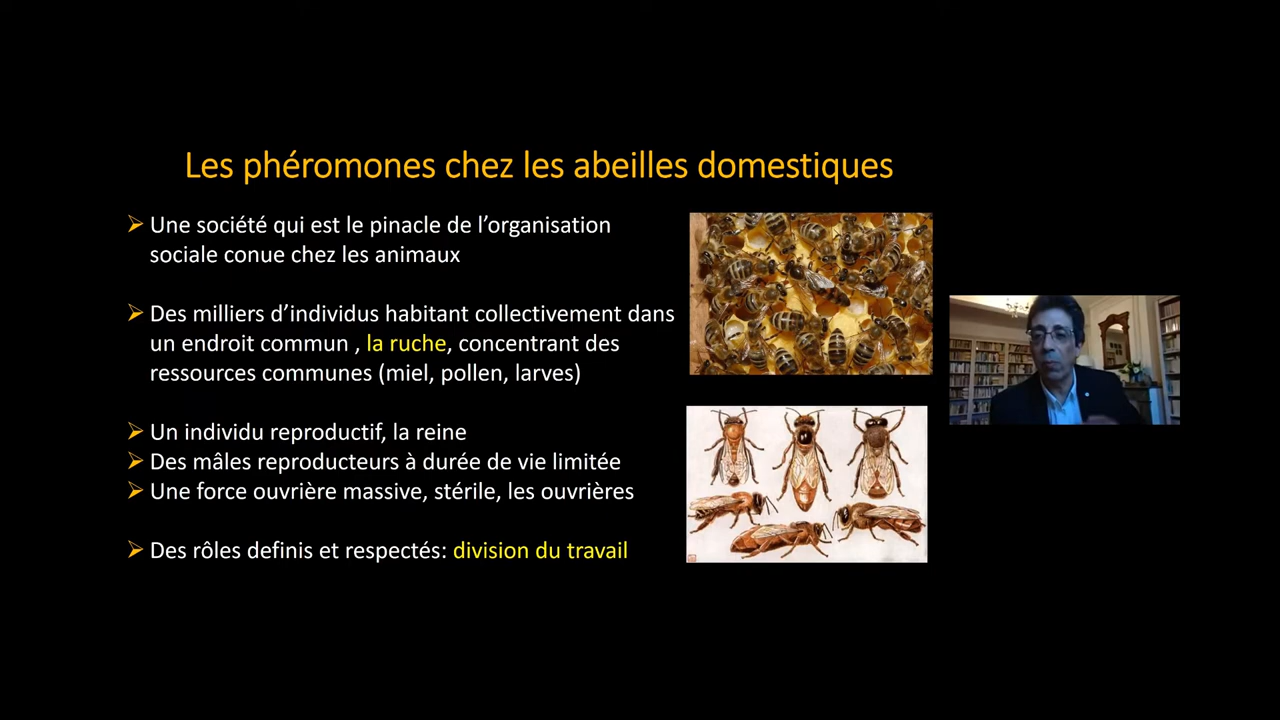 Les phéromones chez les abeilles domestiques
Une société qui est le pinacle de l’organisation
sociale conue chez les animaux
Des milliers d’individus habitant collectivement dans
un endroit commun , la ruche, concentrant des
ressources communes (miel, pollen, larves)
Un individu reproductif, la reine
Des mâles reproducteurs à durée de vie limitée
Une force ouvrière massive, stérile, les ouvrières
Des rôles definis et respectés: division du travail